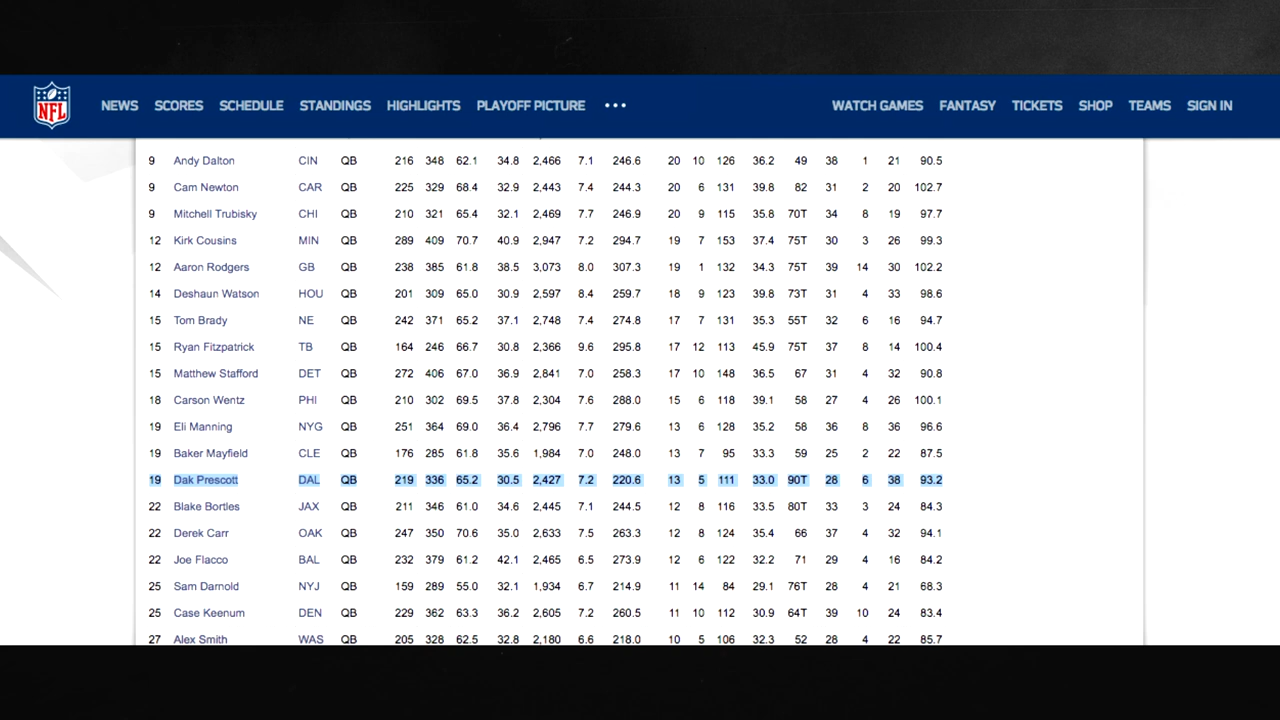 NFL NEWS SCORES SCHEDULE STANDINGS HIGHLIGHTS PLAYOFF PICTURE ••• WATCH GAMES FANTASY TICKETS SHOP TEAMS SIGN IN
9 Andy Dalton CIN QB 216 348 62.1 34.8 2,466 7.1 246.6 20 10 126 36.2 49 38 1 21 90.5
9 Cam Newton CAR QB 225 329 68.4 32.9 2,443 7.4 244.3 20 6 131 39.8 82 31 2 20 102.7
9 Mitchell Trubisky CHI QB 210 321 65.4 32.1 2,469 7.7 246.9 20 9 115 35.8 70T 34 8 19 97.7
12 Kirk Cousins MIN QB 289 409 70.7 40.9 2,947 7.2 294.7 19 7 153 37.4 75T 30 3 26 99.3
12 Aaron Rodgers GB QB 238 385 61.8 38.5 3,073 8.0 307.3 19 1 132 34.3 75T 39 14 30 102.2
14 Deshaun Watson HOU QB 201 309 65.0 30.9 2,597 8.4 259.7 18 9 123 39.8 73T 31 4 33 98.6
15 Tom Brady NE QB 242 371 65.2 37.1 2,748 7.4 274.8 17 7 131 35.3 55T 32 6 16 94.7
15 Ryan Fitzpatrick TB QB 164 246 66.7 30.8 2,366 9.6 295.8 17 12 113 45.9 75T 37 8 14 100.4
15 Matthew Stafford DET QB 272 406 67.0 36.9 2,841 7.0 258.3 17 10 148 36.5 67 31 4 32 90.8
18 Carson Wentz PHI QB 210 302 69.5 37.8 2,304 7.6 288.0 15 6 118 39.1 58 27 4 26 100.1
19 Eli Manning NYG QB 251 364 69.0 36.4 2,796 7.7 279.6 13 6 128 35.2 58 36 8 36 96.6
19 Baker Mayfield CLE QB 176 285 61.8 35.6 1,984 7.0 248.0 13 7 95 33.3 59 25 2 22 87.5
19 Dak Prescott DAL QB 219 336 65.2 30.5 2,427 7.2 220.6 13 5 111 33.0 90T 28 6 38 93.2
22 Blake Bortles JAX QB 211 346 61.0 34.6 2,445 7.1 244.5 12 8 116 33.5 80T 33 3 24 84.3
22 Derek Carr OAK QB 247 350 70.6 35.0 2,633 7.5 263.3 12 8 124 35.4 66 37 4 32 94.1
22 Joe Flacco BAL QB 232 379 61.2 42.1 2,465 6.5 273.9 12 6 122 32.2 71 29 4 16 84.2
25 Sam Darnold NYJ QB 159 289 55.0 32.1 1,934 6.7 214.9 11 14 84 29.1 76T 28 4 21 68.3
25 Case Keenum DEN QB 229 362 63.3 36.2 2,605 7.2 260.5 11 10 112 30.9 64T 39 10 24 83.4
27 Alex Smith WAS QB 205 328 62.5 32.8 2,180 6.6 218.0 10 5 106 32.3 52 28 4 22 85.7